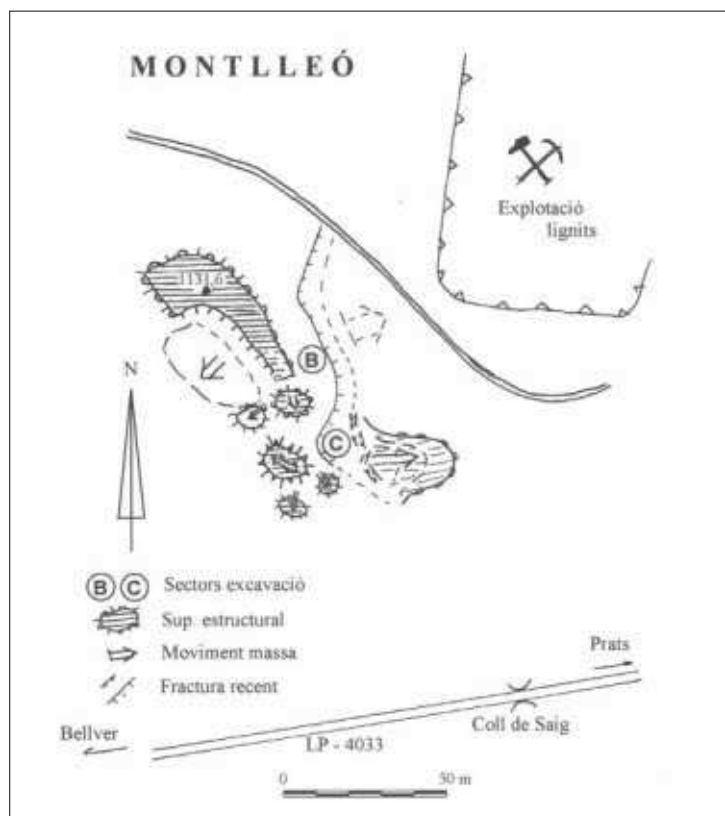 MONTLLEÓ
Explotació
lignits
1131,6
B
N
C
B C Sectors excavació
Sup. estructural
Moviment massa
Fractura recent
Prats
Bellver
LP - 4033
Coll de Saig
0 50 m